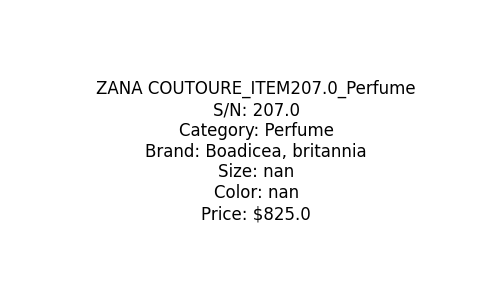 ZANA COUTOURE_ITEM207.0_Perfume
S/N: 207.0
Category: Perfume
Brand: Boadicea, britannia
Size: nan
Color: nan
Price: $825.0